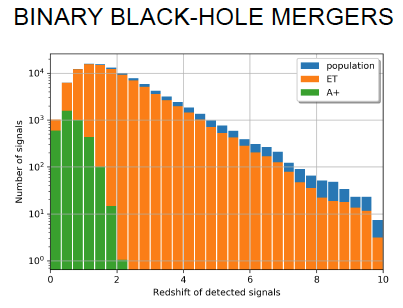 BINARY BLACK-HOLE MERGERS
population
ET
A+
Number of signals
10⁴
10³
10²
10¹
10⁰
0
2
4
6
8
10
Redshift of detected signals